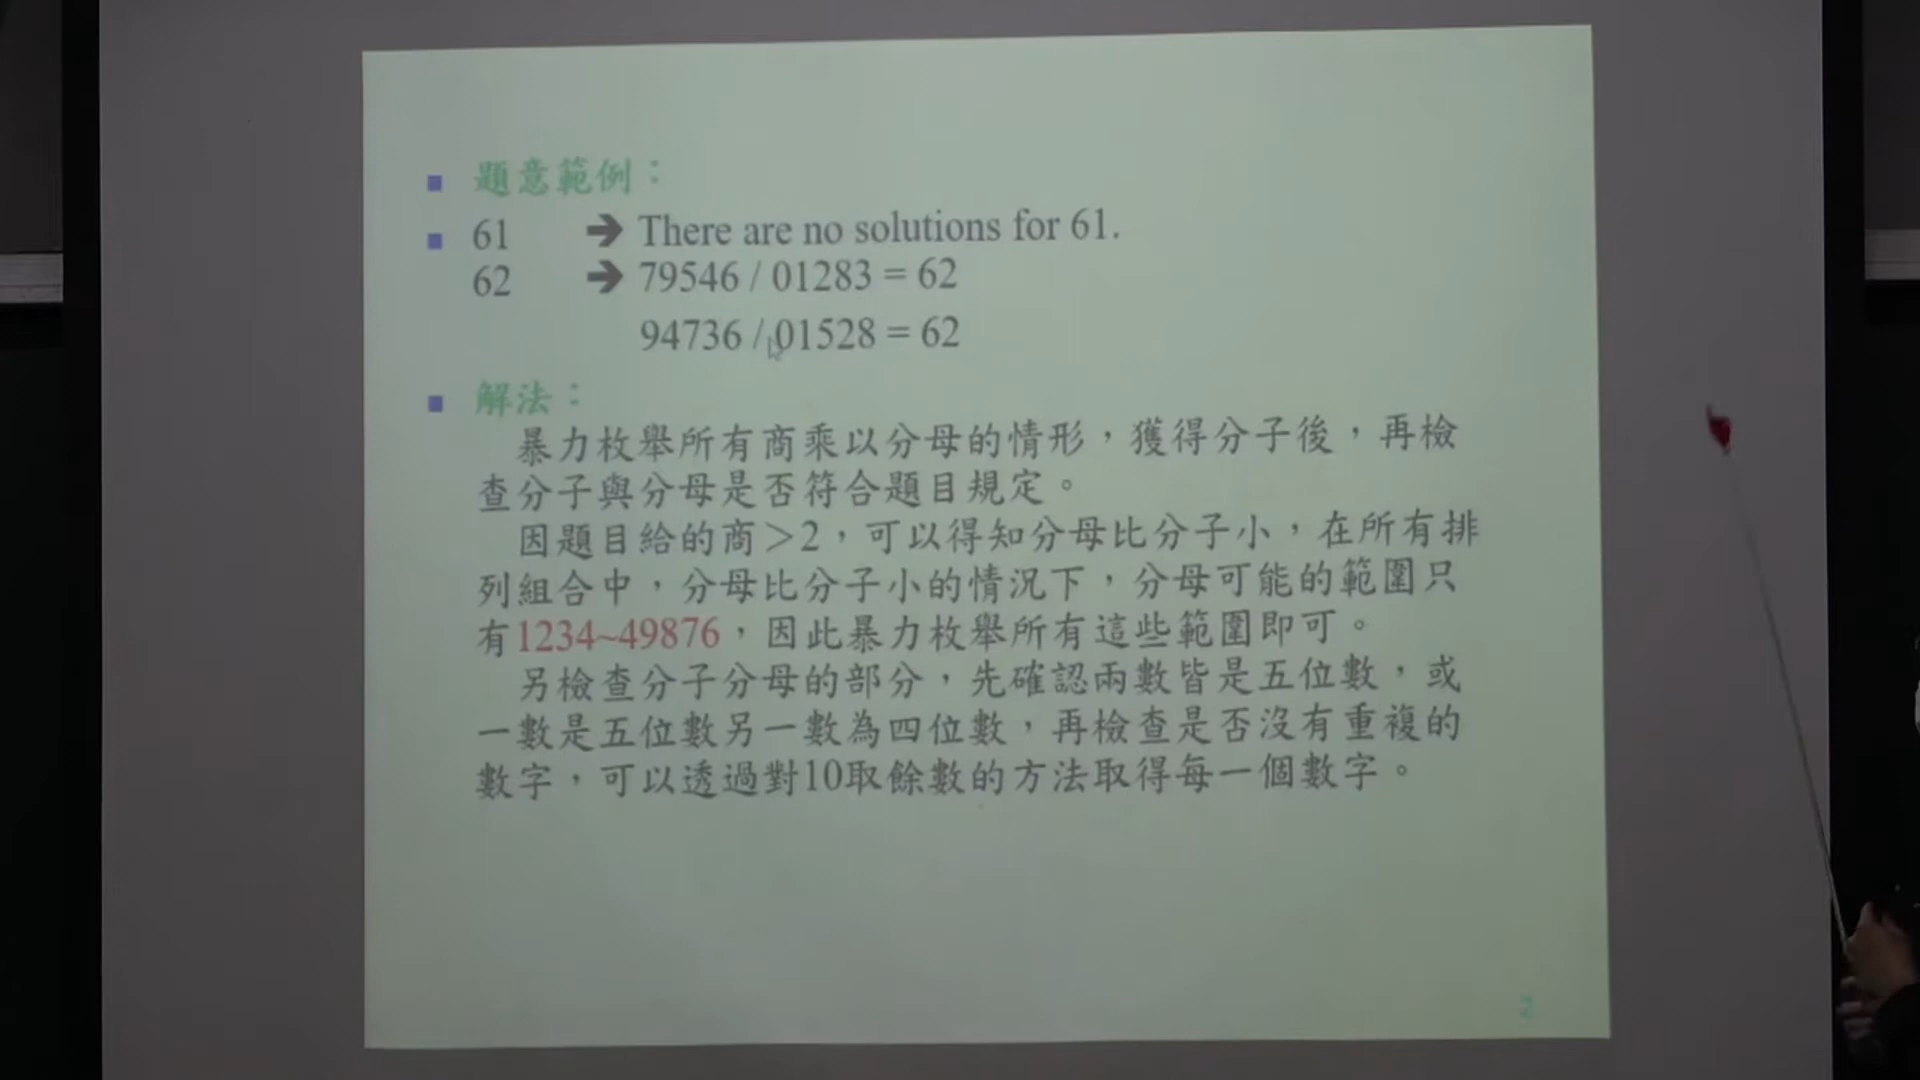 題意範例：
61 ➔ There are no solutions for 61.
62 ➔ 79546 / 01283 = 62
94736 / 01528 = 62
解法：
暴力枚舉所有商乘以分母的情形，獲得分子後，再檢
查分子與分母是否符合題目規定。
因題目給的商＞2，可以得知分母比分子小，在所有排
列組合中，分母比分子小的情況下，分母可能的範圍只
有1234~49876，因此暴力枚舉所有這些範圍即可。
另檢查分子分母的部分，先確認兩數皆是五位數，或
一數是五位數另一數為四位數，再檢查是否沒有重複的
數字，可以透過對10取餘數的方法取得每一個數字。
2